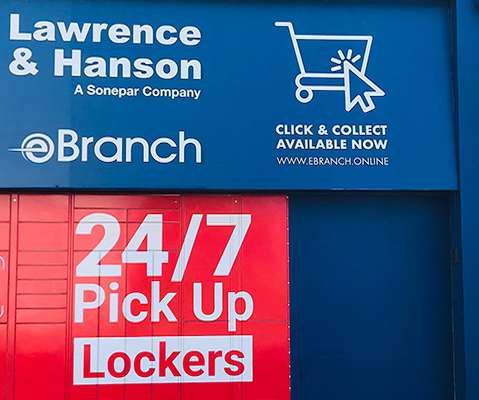 Lawrence
& Hanson
A Sonepar Company
eBranch
CLICK & COLLECT
AVAILABLE NOW
WWW.EBRANCH.ONLINE
24/7
Pick Up
Lockers